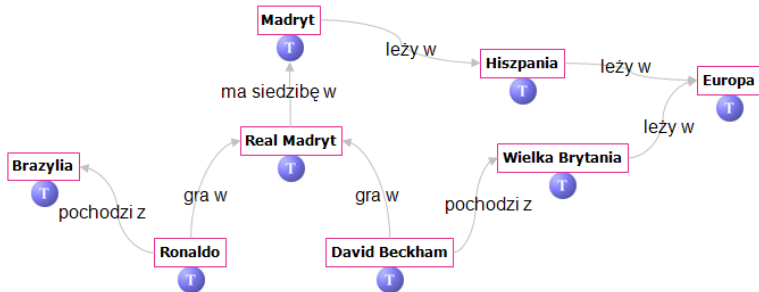 Madryt
T
leży w
Hiszpania
T
leży w
Europa
T
ma siedzibę w
leży w
Real Madryt
T
Wielka Brytania
T
Brazylia
T
pochodzi z
gra w
gra w
pochodzi z
Ronaldo
T
David Beckham
T